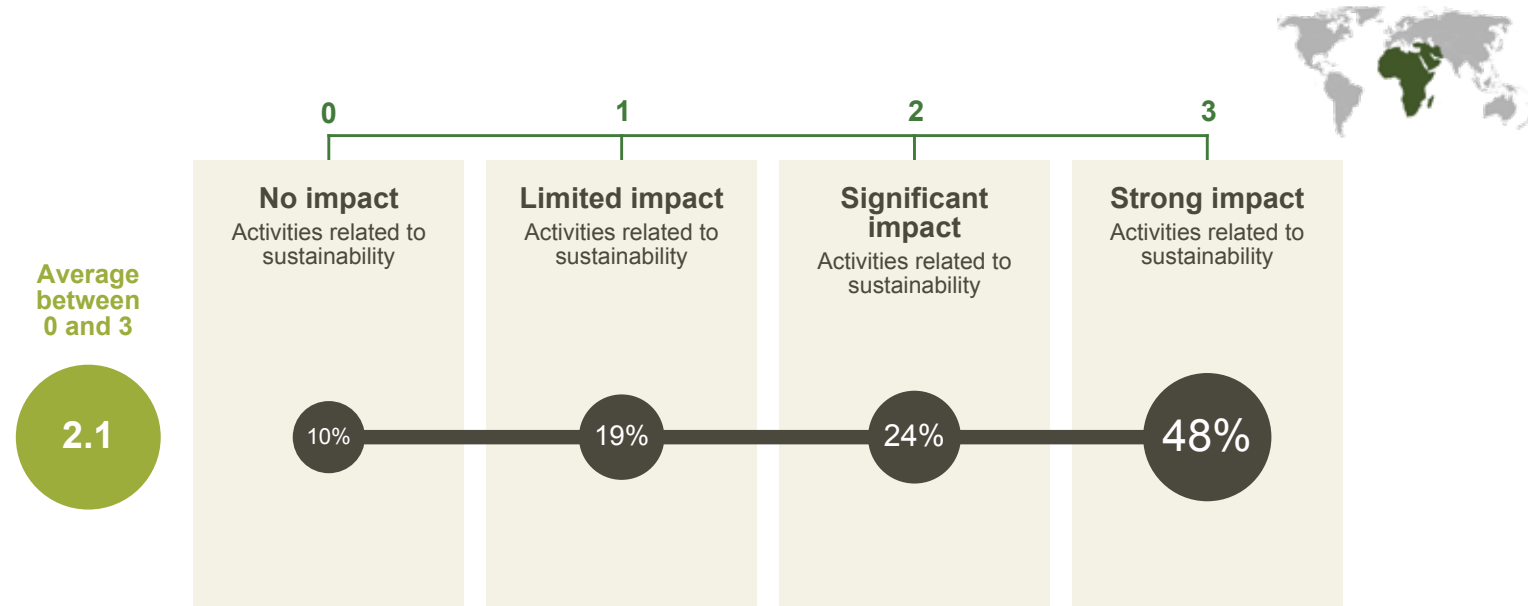 0
1
2
3
No impact
Activities related to
sustainability
Limited impact
Activities related to
sustainability
Significant
impact
Activities related to
sustainability
Strong impact
Activities related to
sustainability
Average
between
0 and 3
2.1
10%
19%
24%
48%